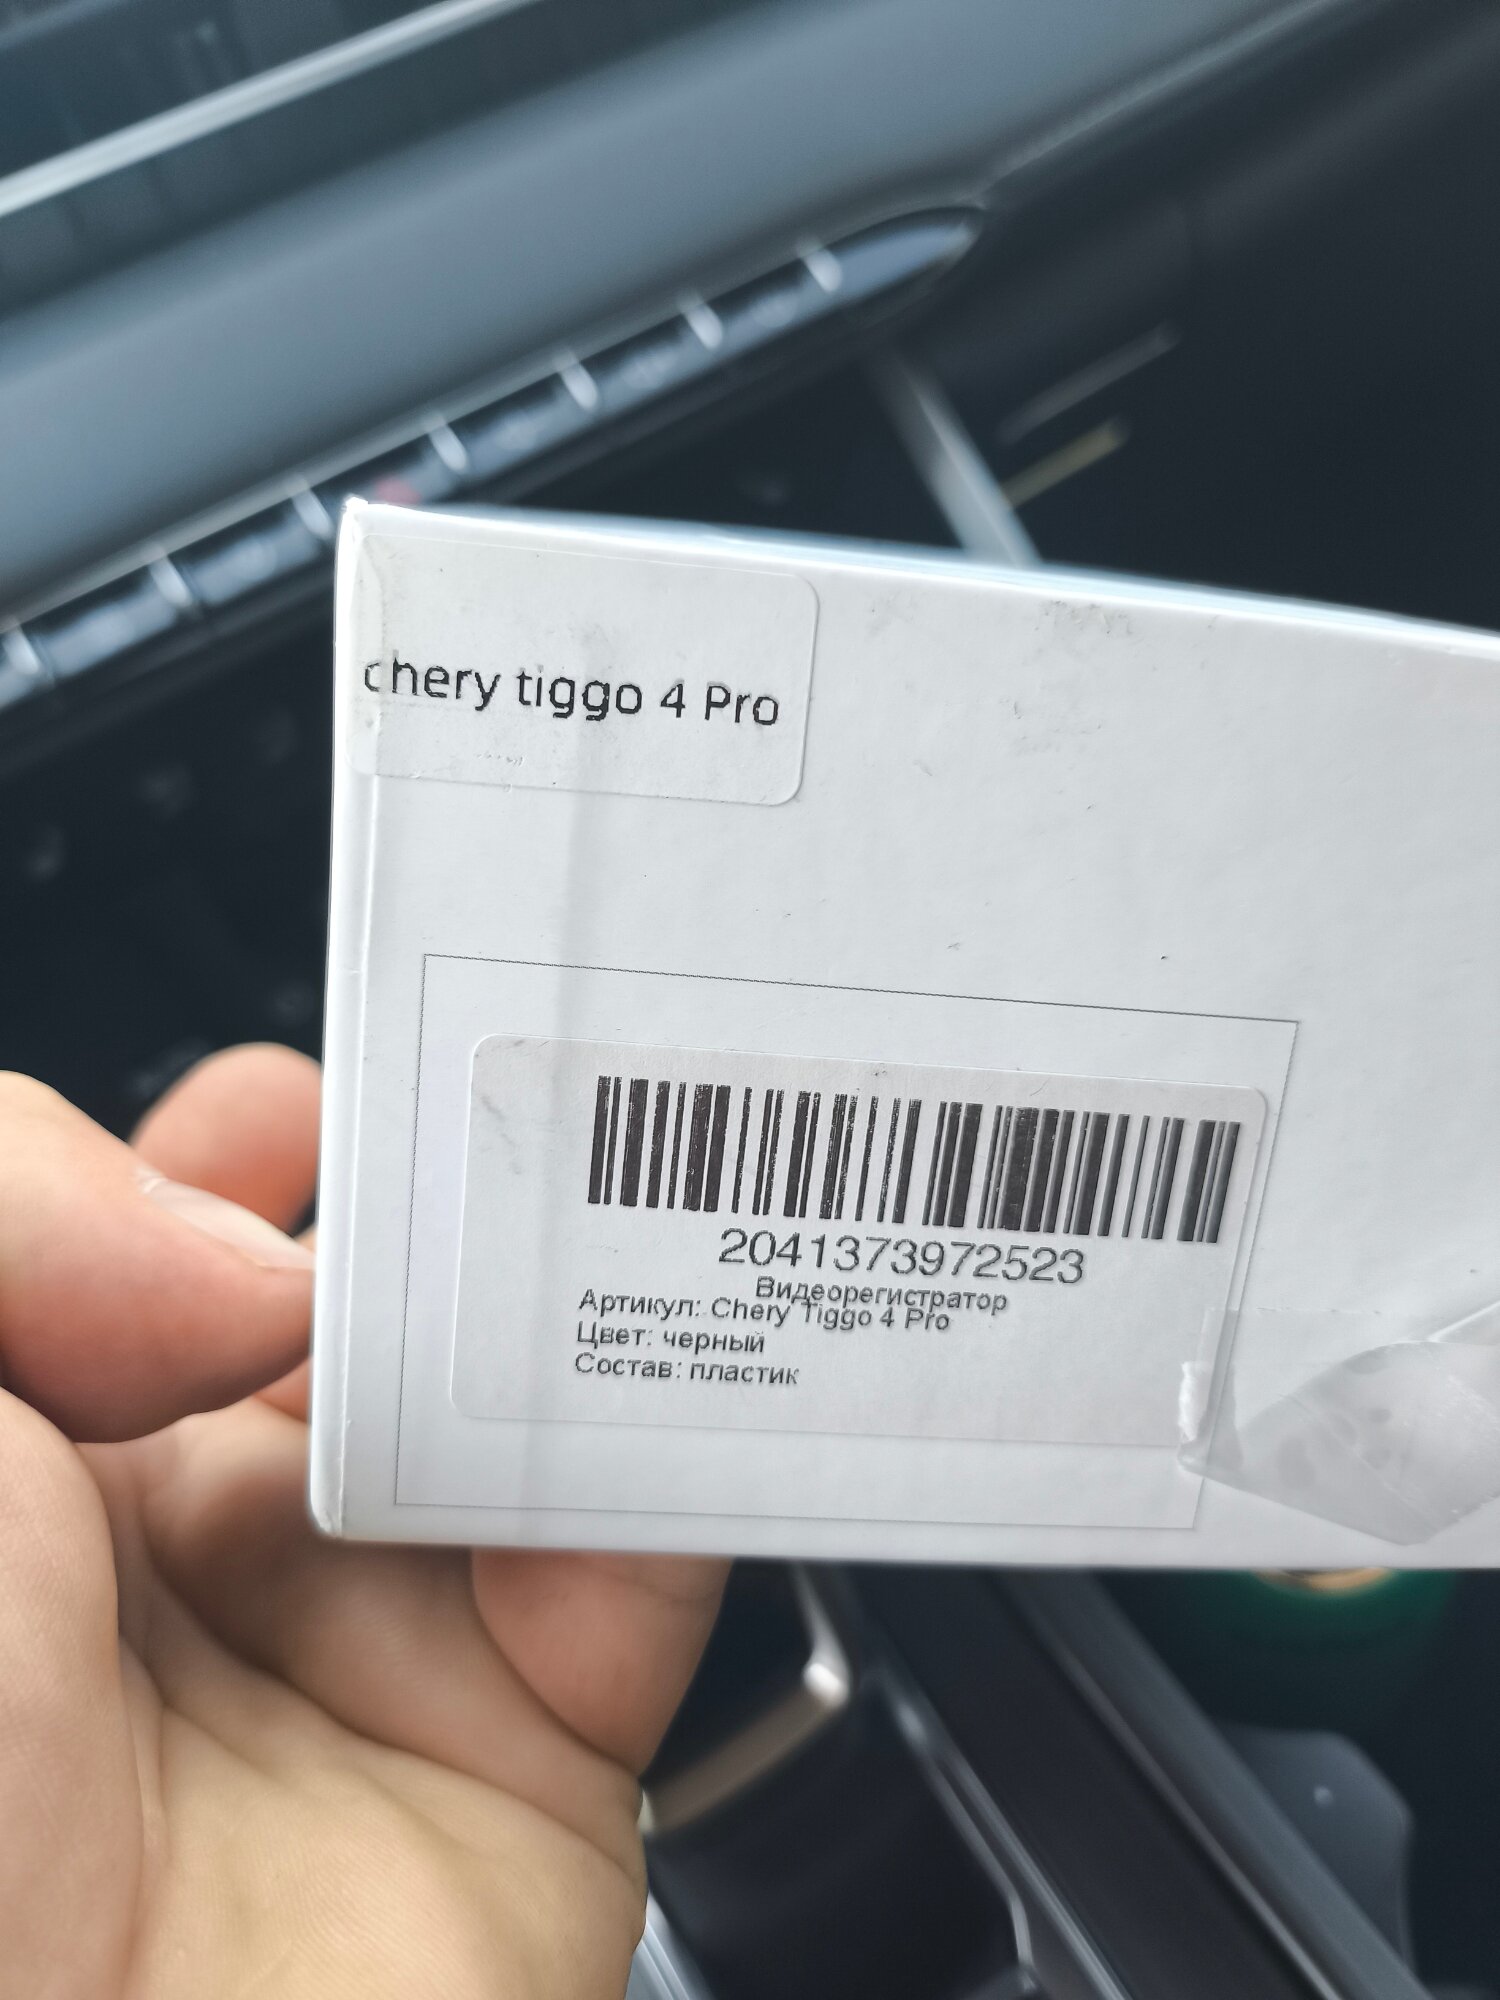 chery tiggo 4 Pro
2041373972523
Видеорегистратор
Артикул: Chery Tiggo 4 Pro
Цвет: черный
Состав: пластик